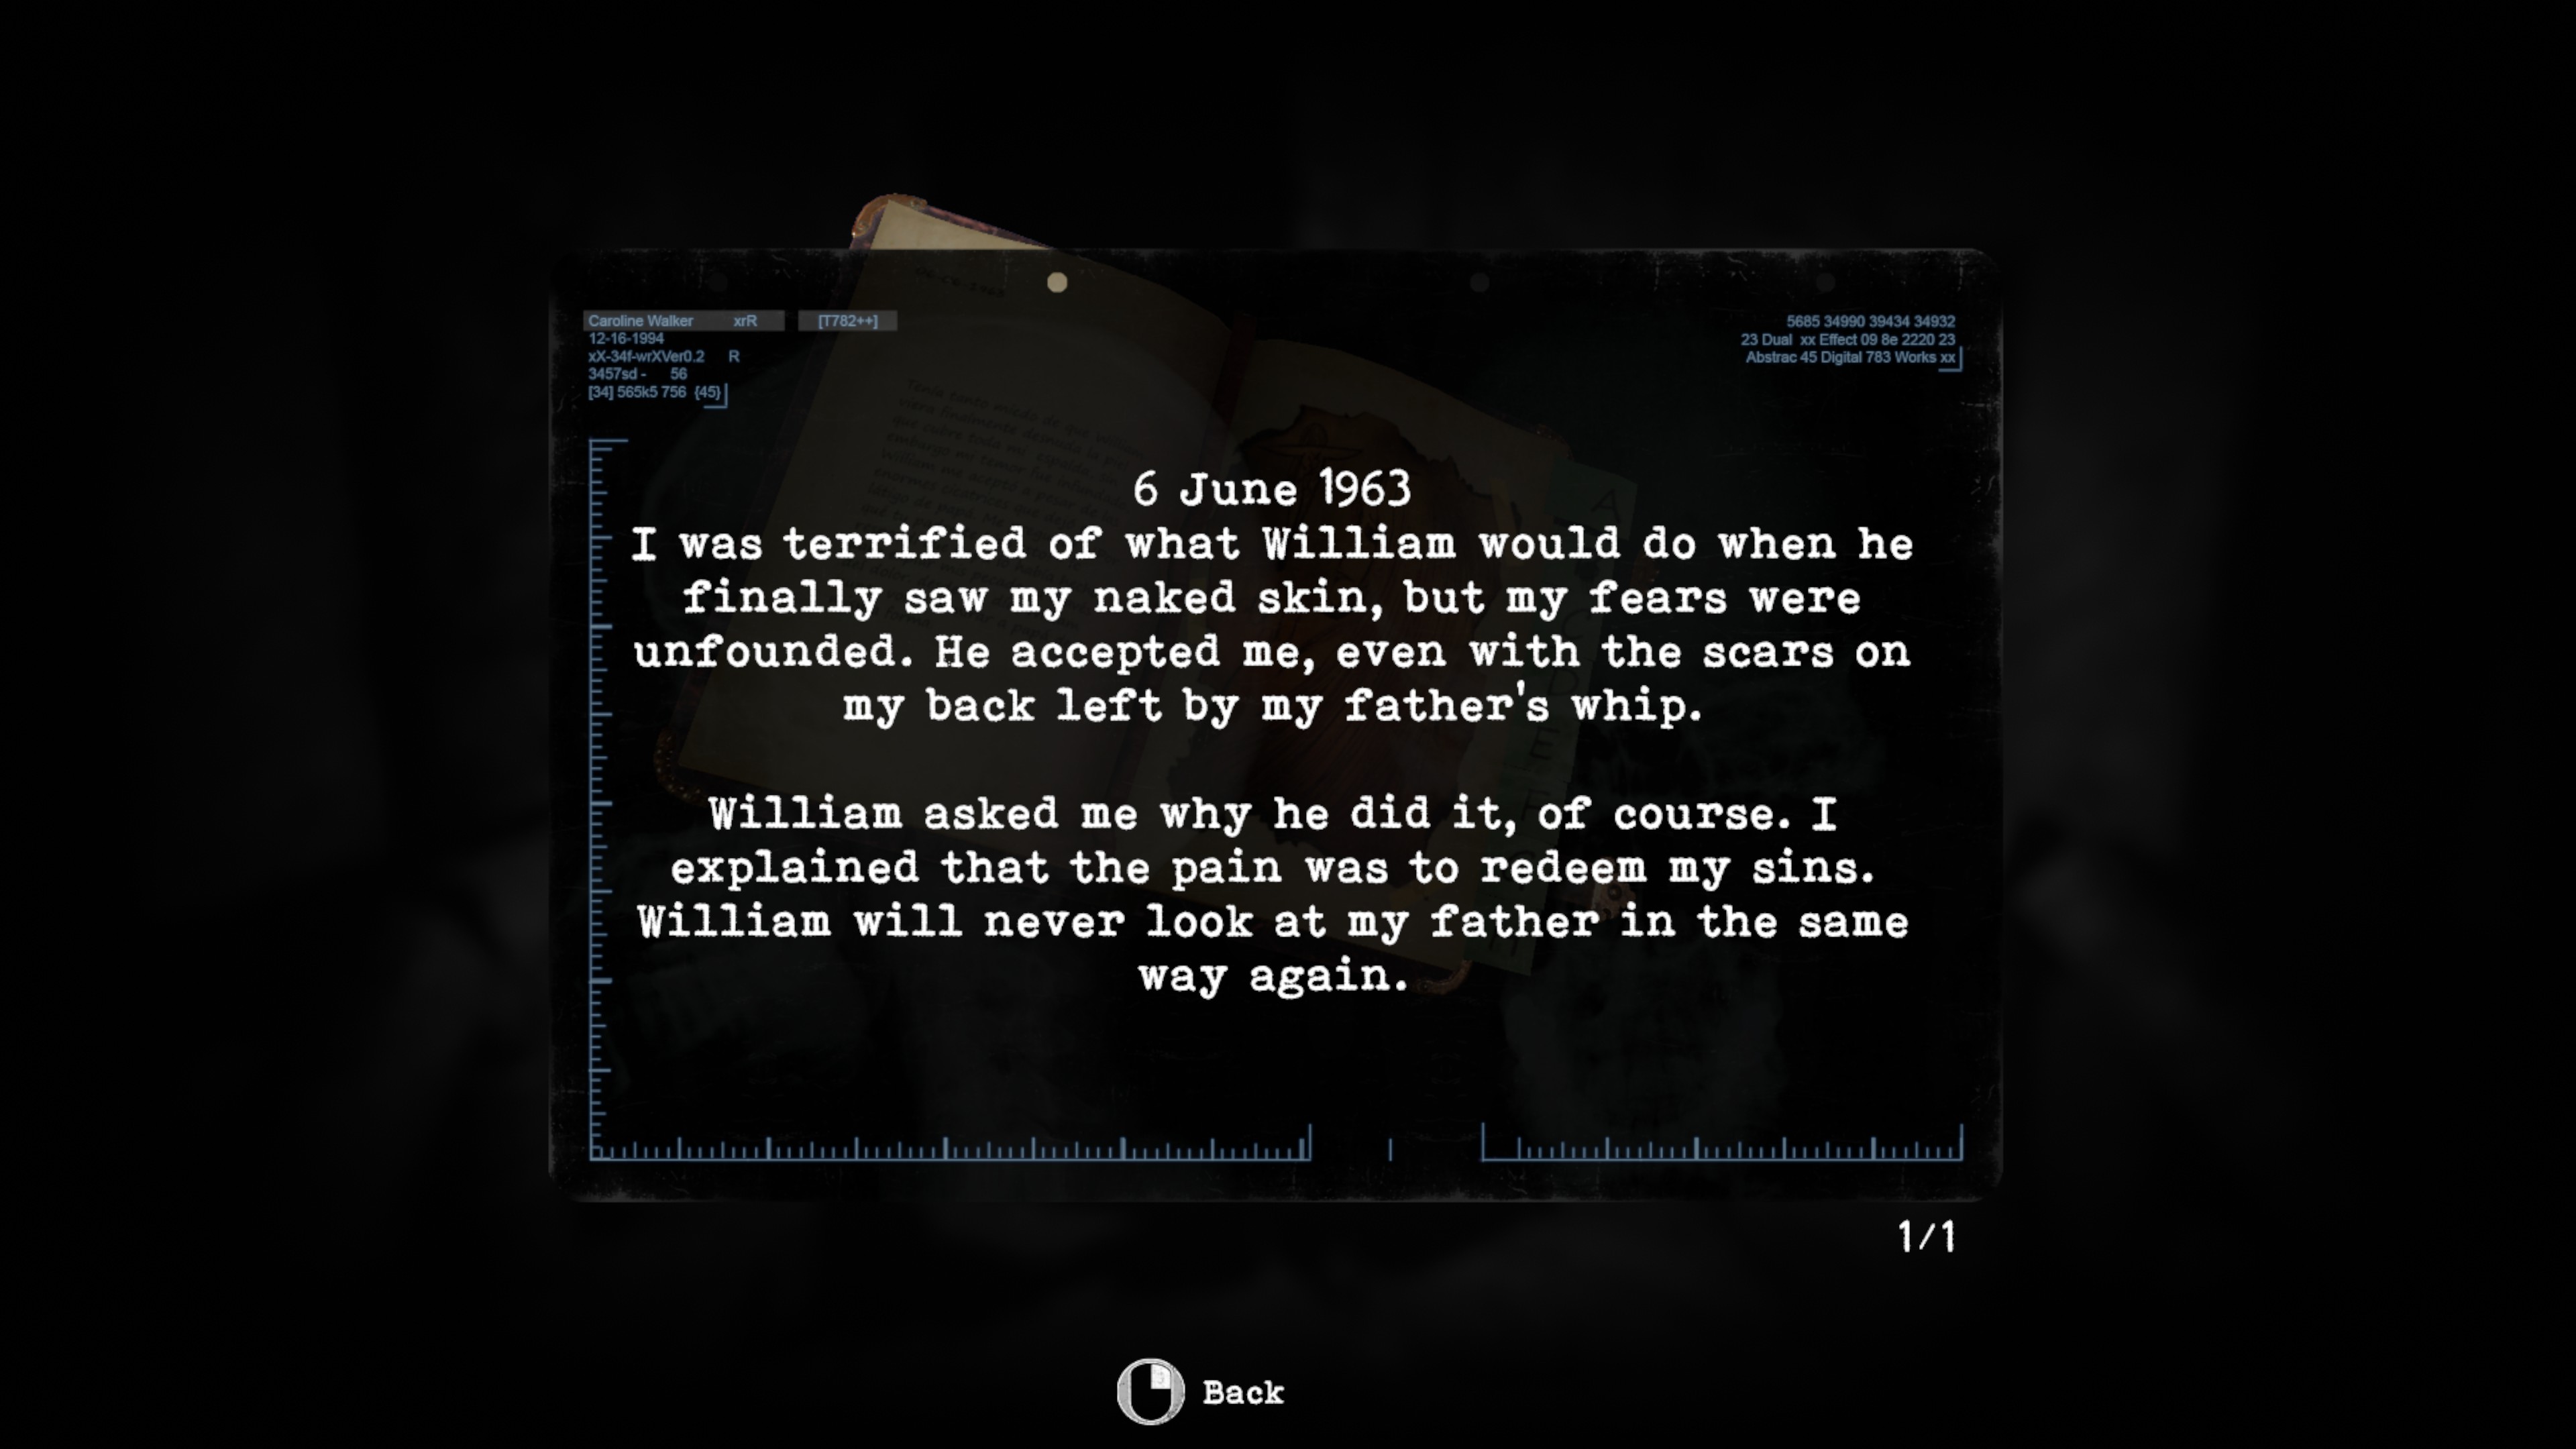 Caroline Walker xrR [T782++]
12-16-1994
xX-34f-wrXVer0.2 R
3457sd - 56
[34] 565k5 756 {45}
5685 34990 39434 34932
23 Dual xx Effect 09 8e 2220 23
Abstrac 45 Digital 783 Works xx
6 June 1963
I was terrified of what William would do when he
finally saw my naked skin, but my fears were
unfounded. He accepted me, even with the scars on
my back left by my father's whip.
William asked me why he did it, of course. I
explained that the pain was to redeem my sins.
William will never look at my father in the same
way again.
1/1
Back